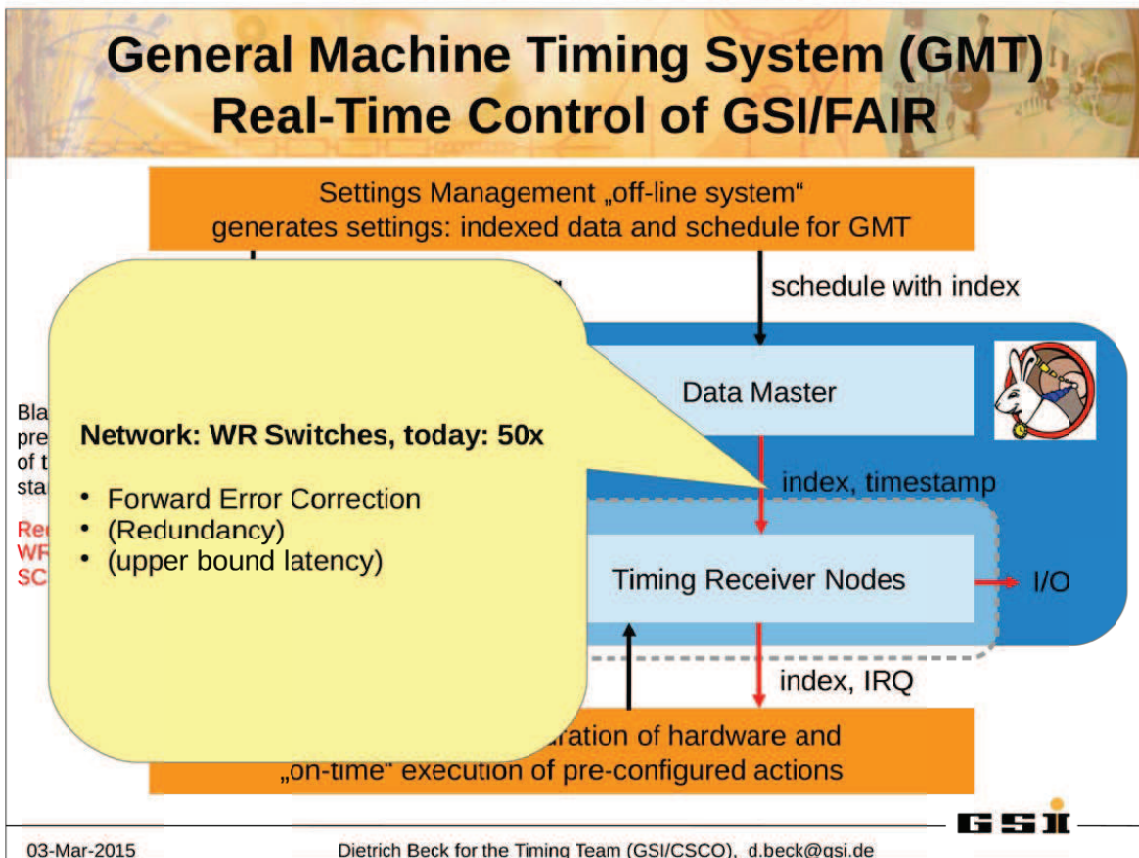 General Machine Timing System (GMT)
Real-Time Control of GSI/FAIR
Settings Management „off-line system“
generates settings: indexed data and schedule for GMT
schedule with index
Data Master
Network: WR Switches, today: 50x
• Forward Error Correction
• (Redundancy)
• (upper bound latency)
index, timestamp
Timing Receiver Nodes
I/O
index, IRQ
of hardware and
„on-time“ execution of pre-configured actions
GSI
03-Mar-2015
Dietrich Beck for the Timing Team (GSI/CSCO), d.beck@gsi.de